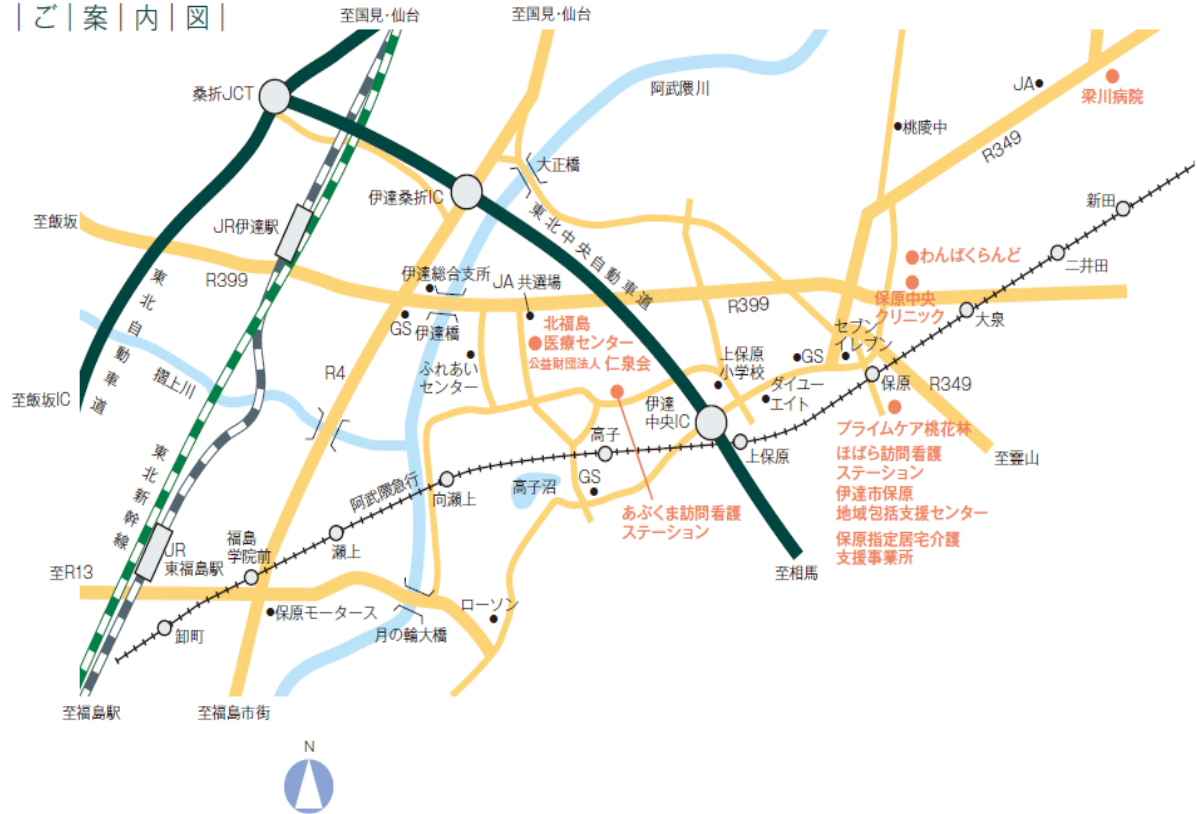 ご|案|内|図|
至国見・仙台
至国見・仙台
桑折JCT
阿武隈川
JA
梁川病院
桃陵中
R349
大正橋
伊達桑折IC
東北中央自動車道
新田
至飯坂
JR伊達駅
R399
伊達総合支所
JA 共選場
わんぱくらんど
二井田
保原中央
クリニック
R399
大泉
東北自動車道
GS
伊達橋
北福島
医療センター
公益財団法人 仁泉会
セブン
イレブン
摺上川
R4
ふれあい
センター
上保原
小学校
GS
ダイユー
エイト
保原
R349
至飯坂IC
伊達
中央IC
プライムケア桃花林
高子
上保原
至霊山
ほばら訪問看護
ステーション
伊達市保原
地域包括支援センター
保原指定居宅介護
支援事業所
東北新幹線
阿武隈急行
向瀬上
高子沼
GS
あぶくま訪問看護
ステーション
瀬上
福島
学院前
JR
東福島駅
至R13
至相馬
保原モータース
ローソン
卸町
月の輪大橋
至福島駅
至福島市街
N